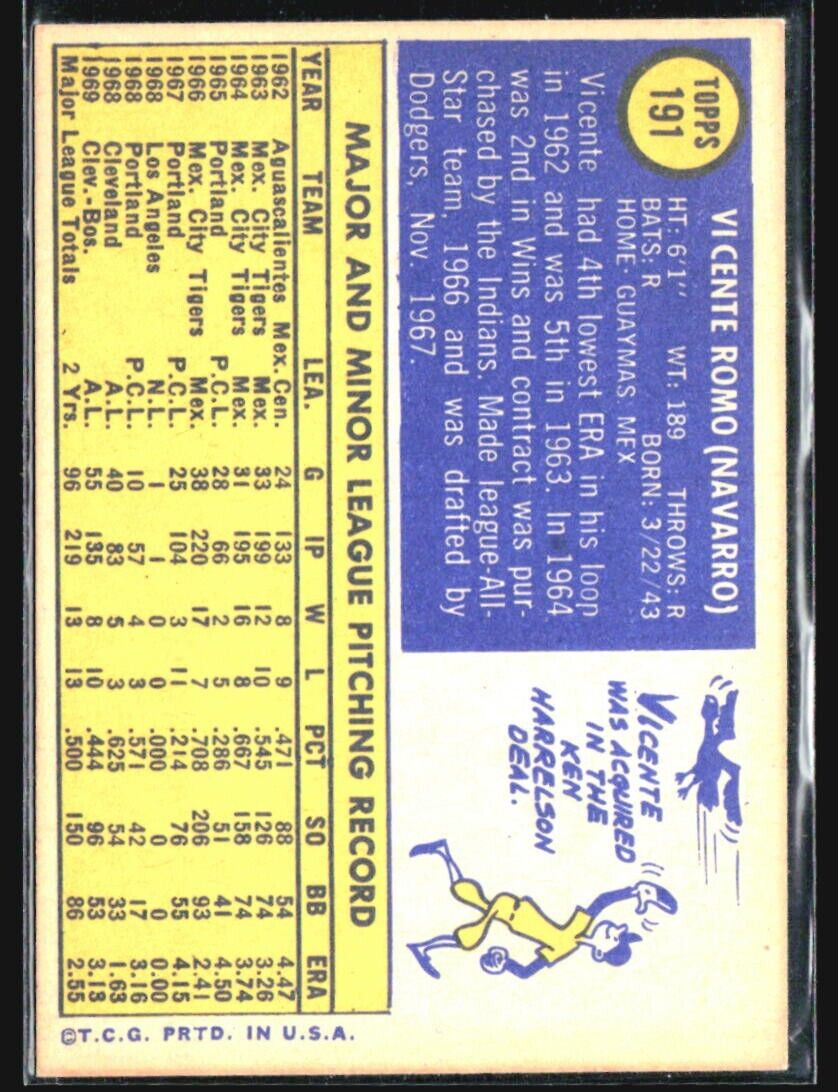 TOPPS
191
VICENTE ROMO (NAVARRO)
HT: 6'1" WT: 189 THROWS: R
BATS: R BORN: 3/22/43
HOME: GUAYMAS MEX
Vicente had 4th lowest ERA in his loop
in 1962 and was 5th in 1963. In 1964
was 2nd in Wins and contract was pur-
chased by the Indians. Made league-All-
Star team, 1966 and was drafted by
Dodgers, Nov. 1967.
VICENTE
WAS ACQUIRED
IN THE
KEN
HARRELSON
DEAL.
MAJOR AND MINOR LEAGUE PITCHING RECORD
YEAR TEAM LEA. G IP W L PCT SO BB ERA
1962 Aguascalientes Mex. Cen. 24 133 8 9 .471 88 54 4.47
1963 Mex. City Tigers Mex. 33 199 12 10 .545 126 74 3.26
1964 Mex. City Tigers Mex. 31 195 16 8 .667 158 74 3.74
1965 Portland P.C.L. 28 66 2 5 .286 51 41 4.50
1966 Mex. City Tigers Mex. 38 220 17 7 .708 206 93 2.41
1967 Portland P.C.L. 25 104 3 11 .214 76 55 4.15
1968 Los Angeles N.L. 1 1 0 0 .000 0 0 0.00
1968 Portland P.C.L. 10 57 4 3 .571 42 17 3.16
1968 Cleveland A.L. 40 83 5 3 .625 54 33 1.63
1969 Clev.-Bos. A.L. 55 135 8 10 .444 96 53 3.13
Major League Totals 2 Yrs. 96 219 13 13 .500 150 86 2.55
©T.C.G. PRTD. IN U.S.A.